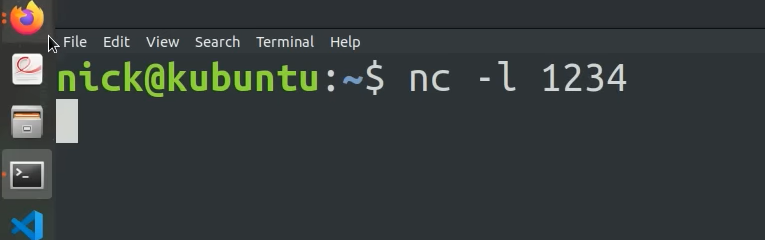 File Edit View Search Terminal Help
nick@kubuntu:~$ nc -l 1234